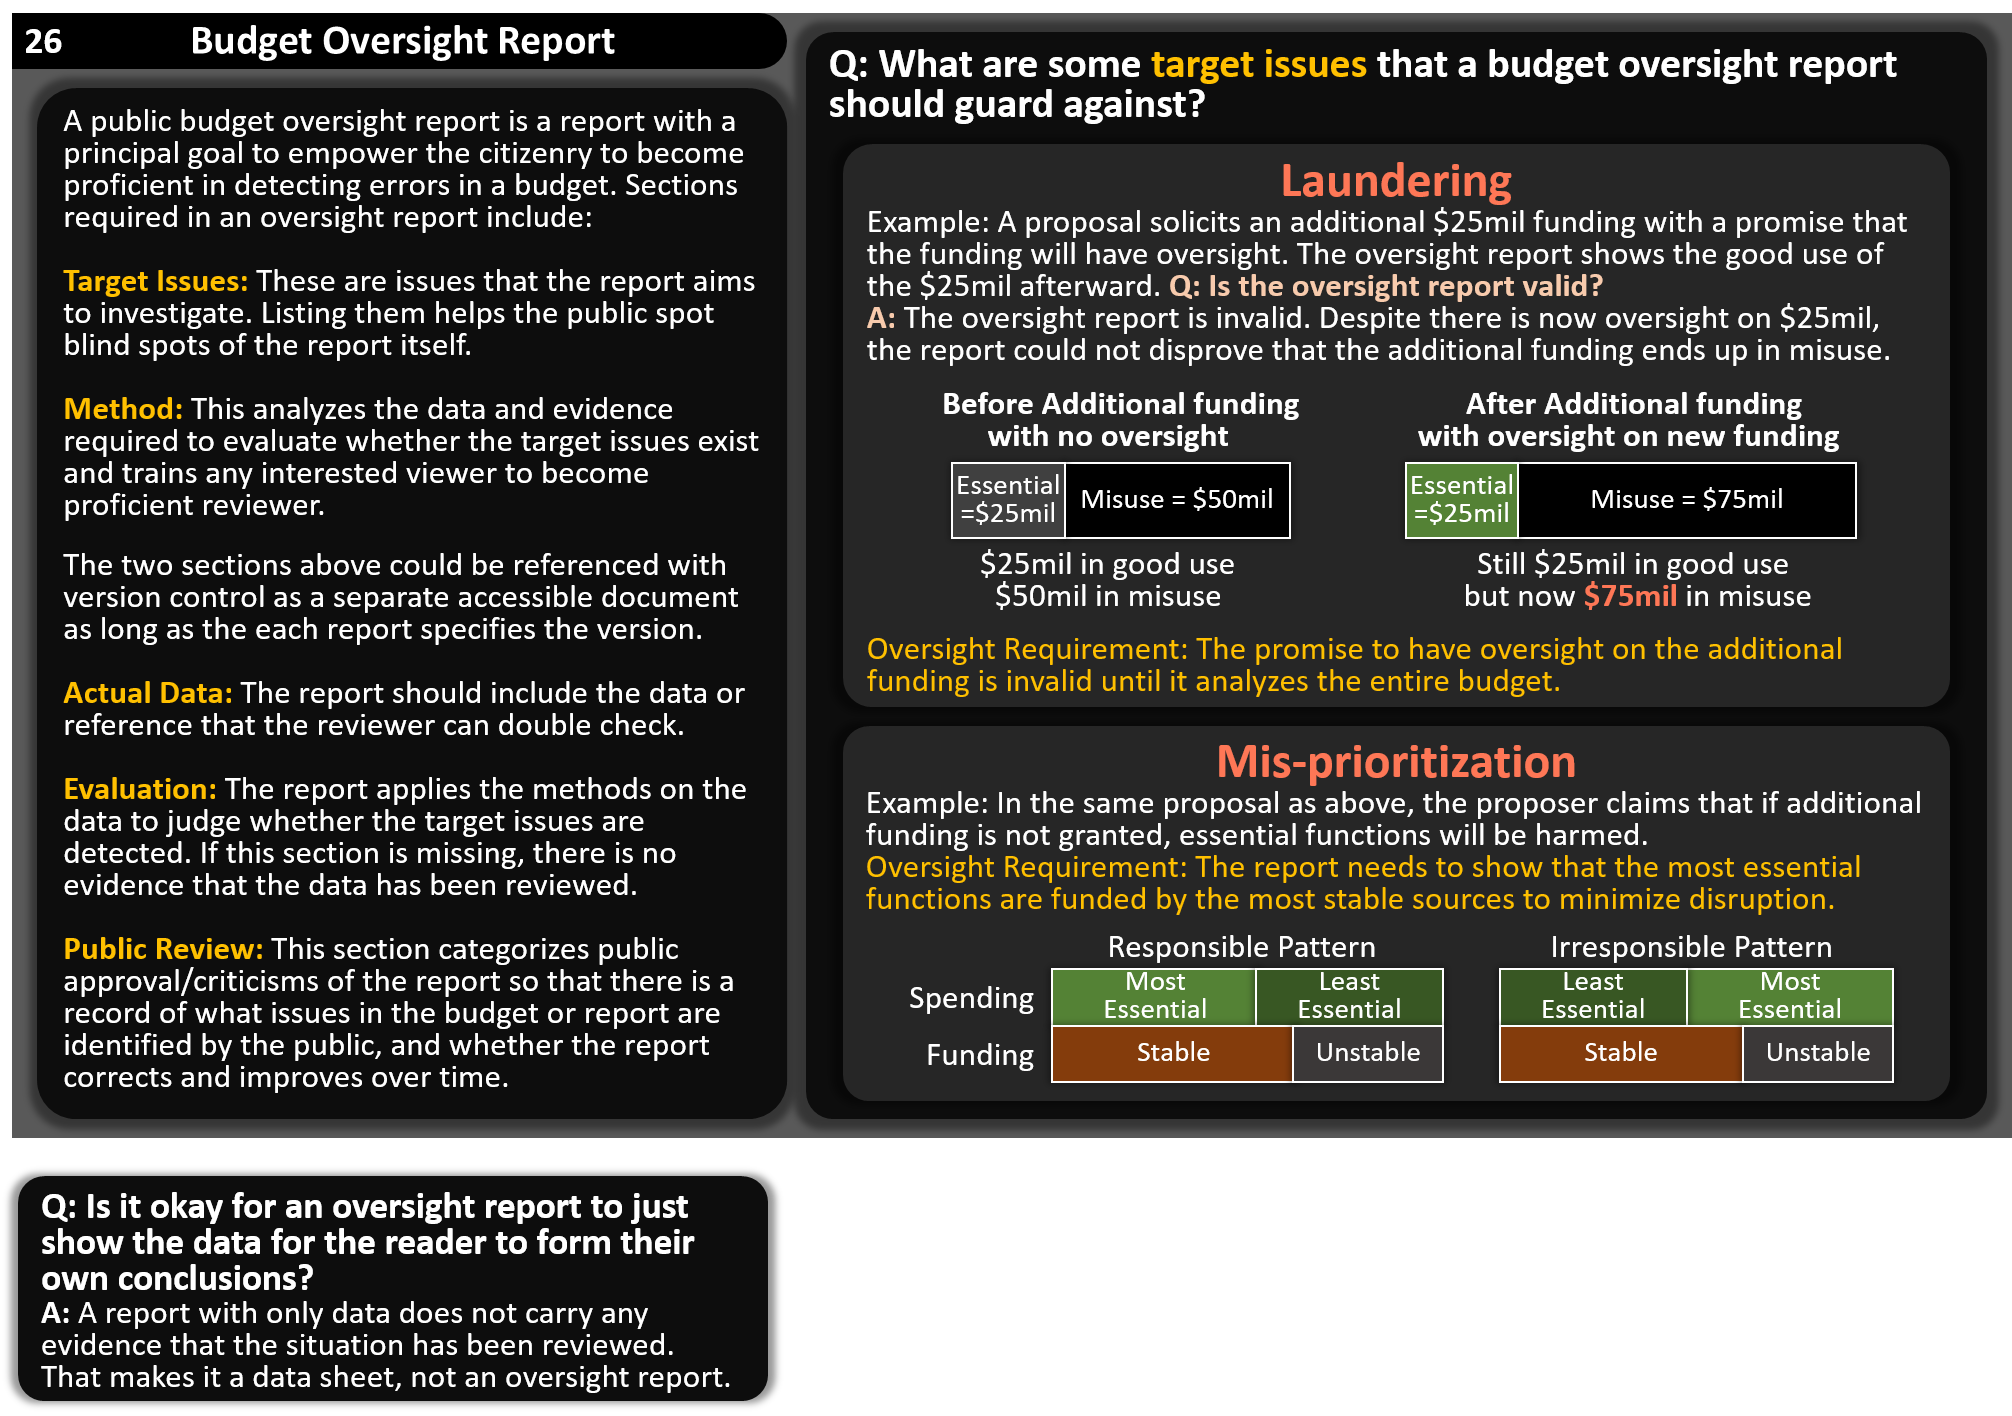 26
Budget Oversight Report
A public budget oversight report is a report with a
principal goal to empower the citizenry to become
proficient in detecting errors in a budget. Sections
required in an oversight report include:
Target Issues: These are issues that the report aims
to investigate. Listing them helps the public spot
blind spots of the report itself.
Method: This analyzes the data and evidence
required to evaluate whether the target issues exist
and trains any interested viewer to become
proficient reviewer.
The two sections above could be referenced with
version control as a separate accessible document
as long as the each report specifies the version.
Actual Data: The report should include the data or
reference that the reviewer can double check.
Evaluation: The report applies the methods on the
data to judge whether the target issues are
detected. If this section is missing, there is no
evidence that the data has been reviewed.
Public Review: This section categorizes public
approval/criticisms of the report so that there is a
record of what issues in the budget or report are
identified by the public, and whether the report
corrects and improves over time.
Q: What are some target issues that a budget oversight report
should guard against?
Laundering
Example: A proposal solicits an additional $25mil funding with a promise that
the funding will have oversight. The oversight report shows the good use of
the $25mil afterward. Q: Is the oversight report valid?
A: The oversight report is invalid. Despite there is now oversight on $25mil,
the report could not disprove that the additional funding ends up in misuse.
Before Additional funding
with no oversight
Essential
=$25mil
Misuse = $50mil
$25mil in good use
$50mil in misuse
After Additional funding
with oversight on new funding
Essential
=$25mil
Misuse = $75mil
Still $25mil in good use
but now $75mil in misuse
Oversight Requirement: The promise to have oversight on the additional
funding is invalid until it analyzes the entire budget.
Mis-prioritization
Example: In the same proposal as above, the proposer claims that if additional
funding is not granted, essential functions will be harmed.
Oversight Requirement: The report needs to show that the most essential
functions are funded by the most stable sources to minimize disruption.
Responsible Pattern
Irresponsible Pattern
Spending
Most
Essential
Least
Essential
Least
Essential
Most
Essential
Funding
Stable
Unstable
Stable
Unstable
Q: Is it okay for an oversight report to just
show the data for the reader to form their
own conclusions?
A: A report with only data does not carry any
evidence that the situation has been reviewed.
That makes it a data sheet, not an oversight report.